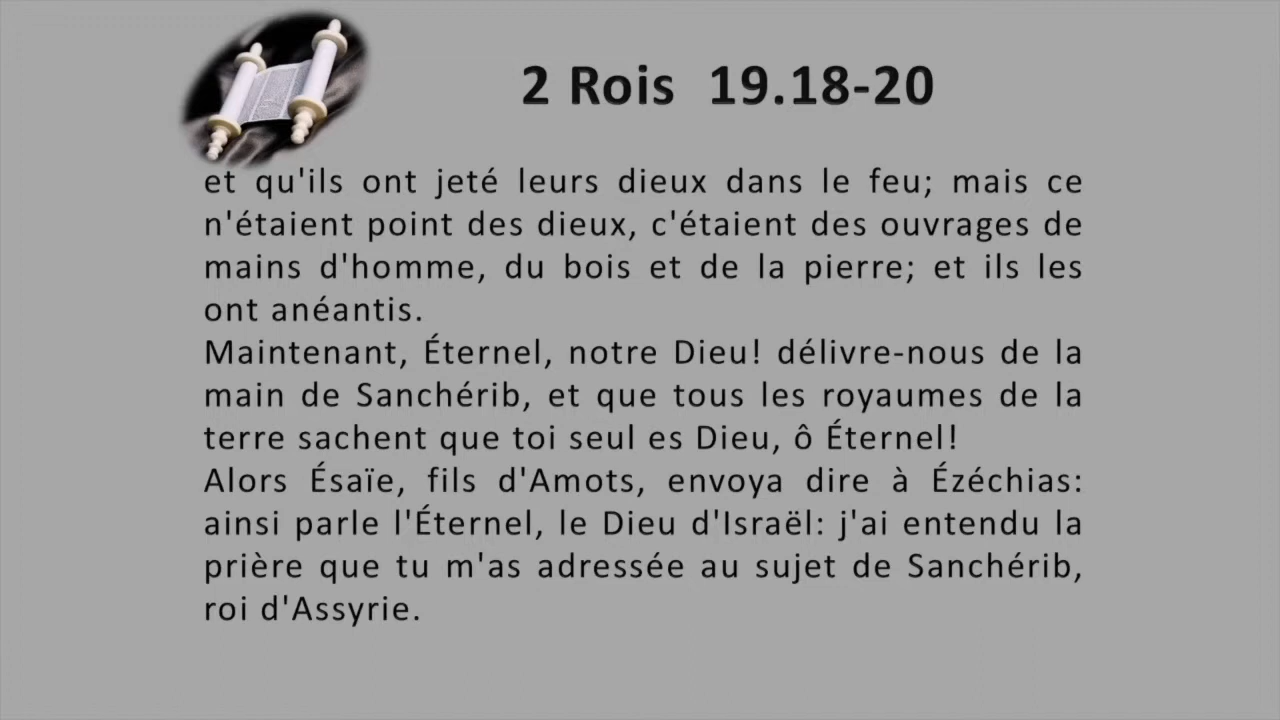 2 Rois 19.18-20
et qu'ils ont jeté leurs dieux dans le feu; mais ce
n'étaient point des dieux, c'étaient des ouvrages de
mains d'homme, du bois et de la pierre; et ils les
ont anéantis.
Maintenant, Éternel, notre Dieu! délivre-nous de la
main de Sanchérib, et que tous les royaumes de la
terre sachent que toi seul es Dieu, ô Éternel!
Alors Ésaïe, fils d'Amots, envoya dire à Ézéchias:
ainsi parle l'Éternel, le Dieu d'Israël: j'ai entendu la
prière que tu m'as adressée au sujet de Sanchérib,
roi d'Assyrie.